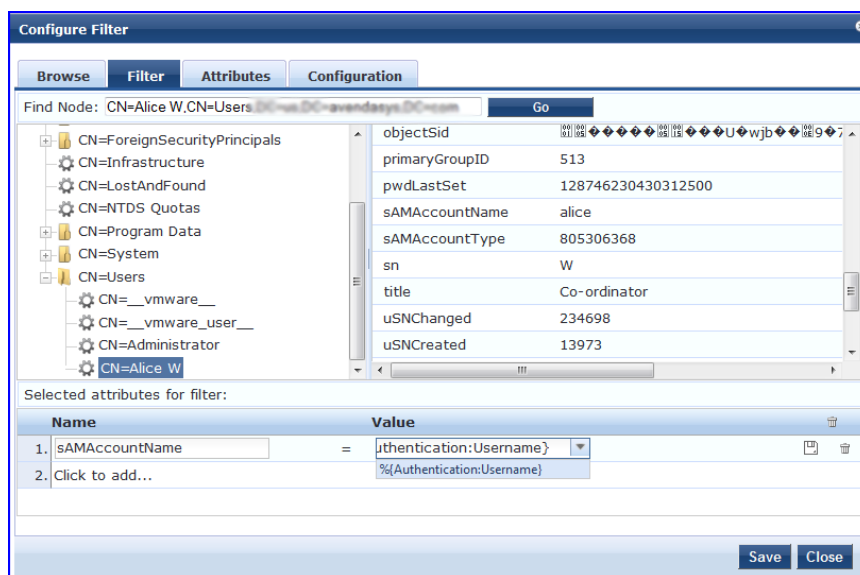 Configure Filter
Browse Filter Attributes Configuration
Find Node: CN=Alice W,CN=Users, Go
CN=ForeignSecurityPrincipals
CN=Infrastructure
CN=LostAndFound
CN=NTDS Quotas
CN=Program Data
CN=System
CN=Users
CN=__vmware__
CN=__vmware_user__
CN=Administrator
CN=Alice W
objectSid
primaryGroupID 513
pwdLastSet 128746230430312500
sAMAccountName alice
sAMAccountType 805306368
sn W
title Co-ordinator
uSNChanged 234698
uSNCreated 13973
Selected attributes for filter:
Name Value
1. sAMAccountName = uthentication:Username}
%{Authentication:Username}
2. Click to add...
Save Close